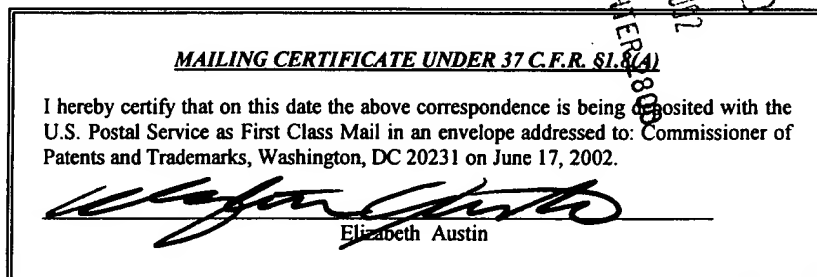 MAILING CERTIFICATE UNDER 37 C.F.R. §1.8(A)
I hereby certify that on this date the above correspondence is being deposited with the
U.S. Postal Service as First Class Mail in an envelope addressed to: Commissioner of
Patents and Trademarks, Washington, DC 20231 on June 17, 2002.
Elizabeth Austin